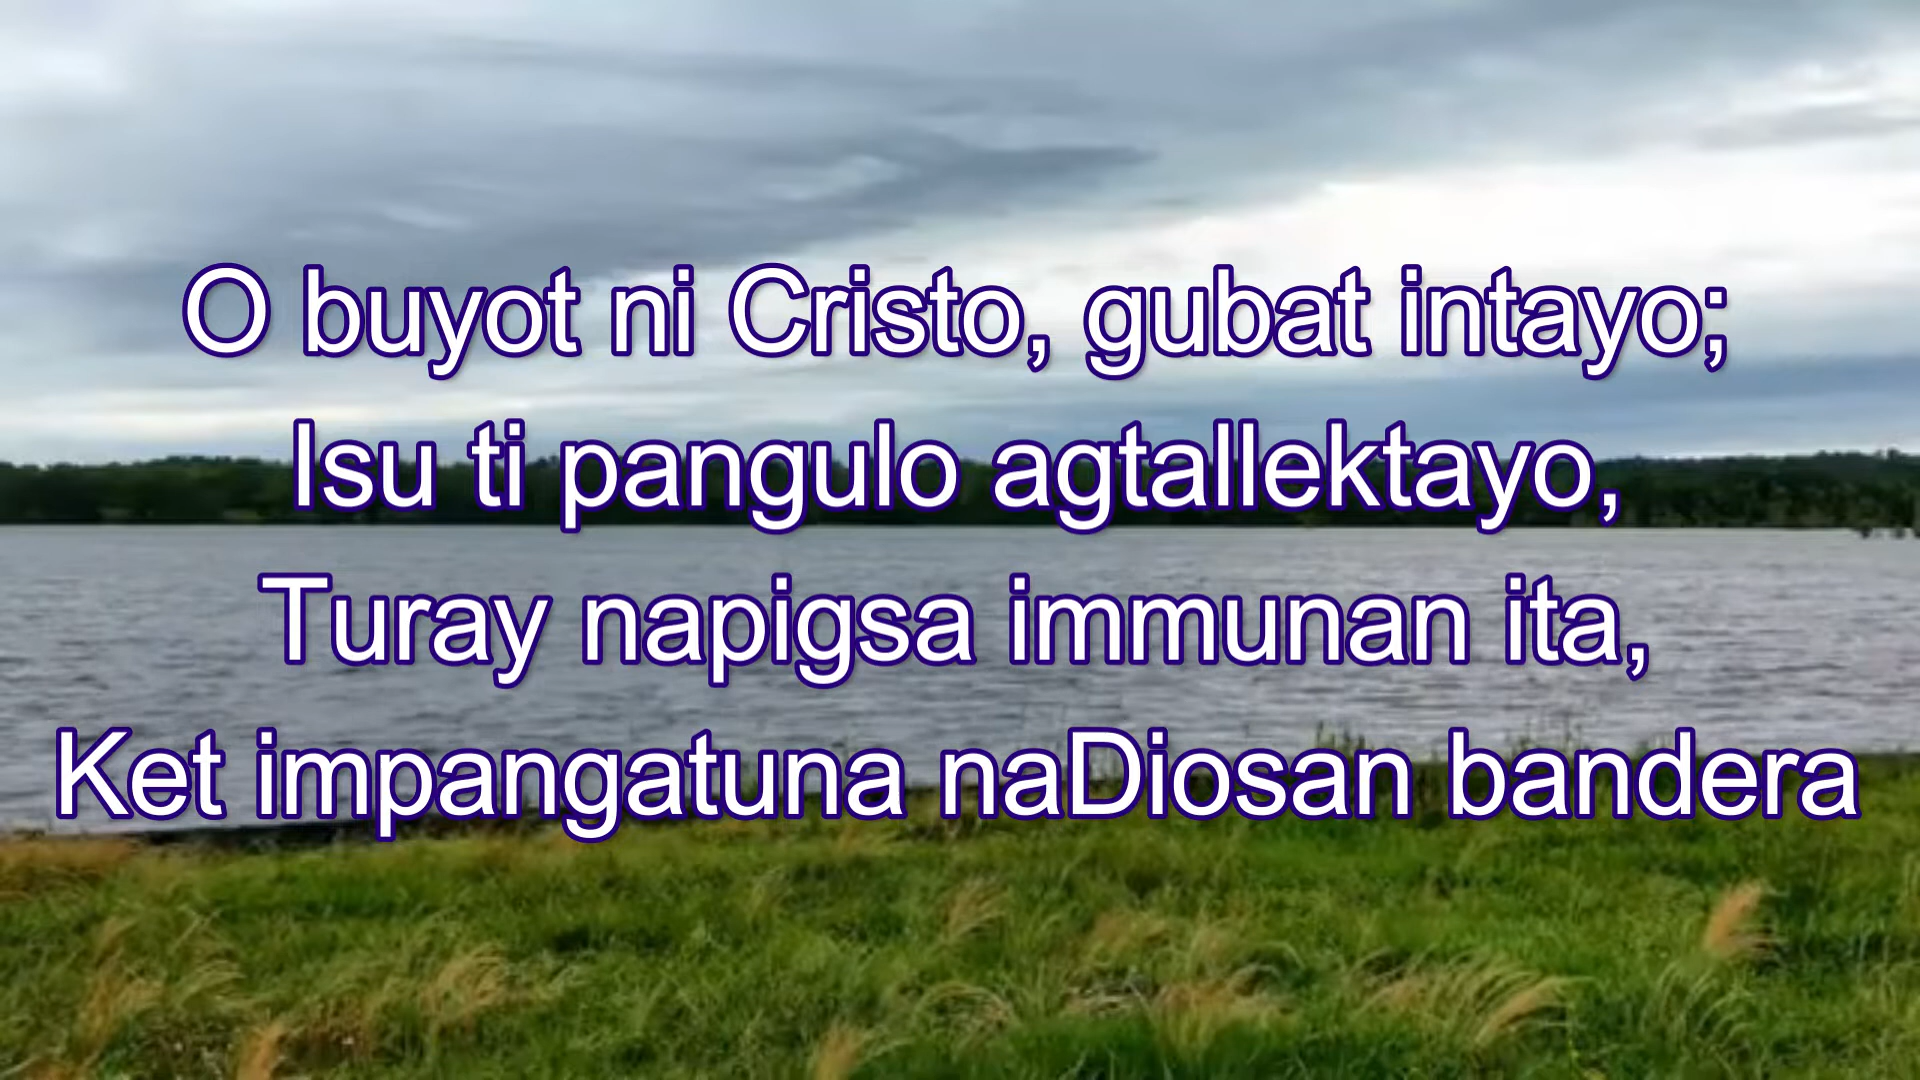 O buyot ni Cristo, gubat intayo;
Isu ti pangulo agtallektayo,
Turay napigsa immunan ita,
Ket impangatuna naDiosan bandera